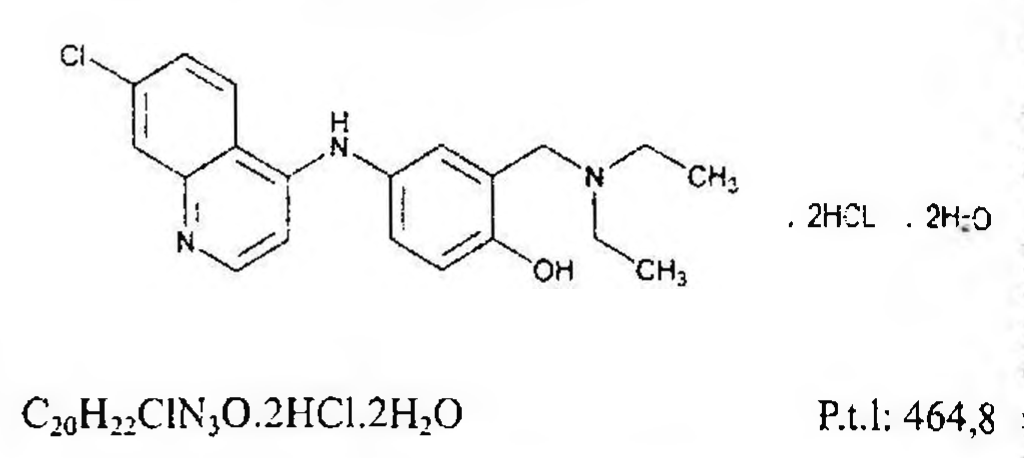 Cl
H
N
N
CH₃
. 2HCL . 2H₂O
N
OH
CH₃
C₂₀H₂₂ClN₃O.2HCl.2H₂O P.t.l: 464,8